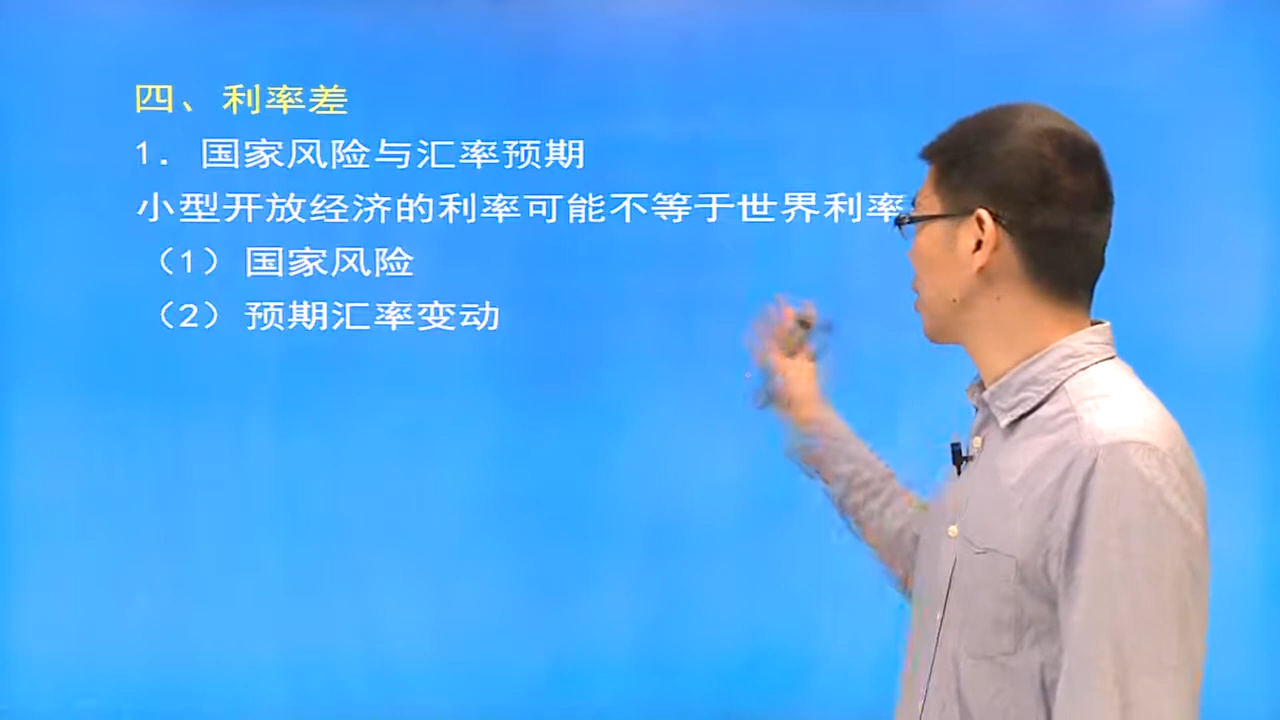 四、利率差
1．国家风险与汇率预期
小型开放经济的利率可能不等于世界利率
（1）国家风险
（2）预期汇率变动